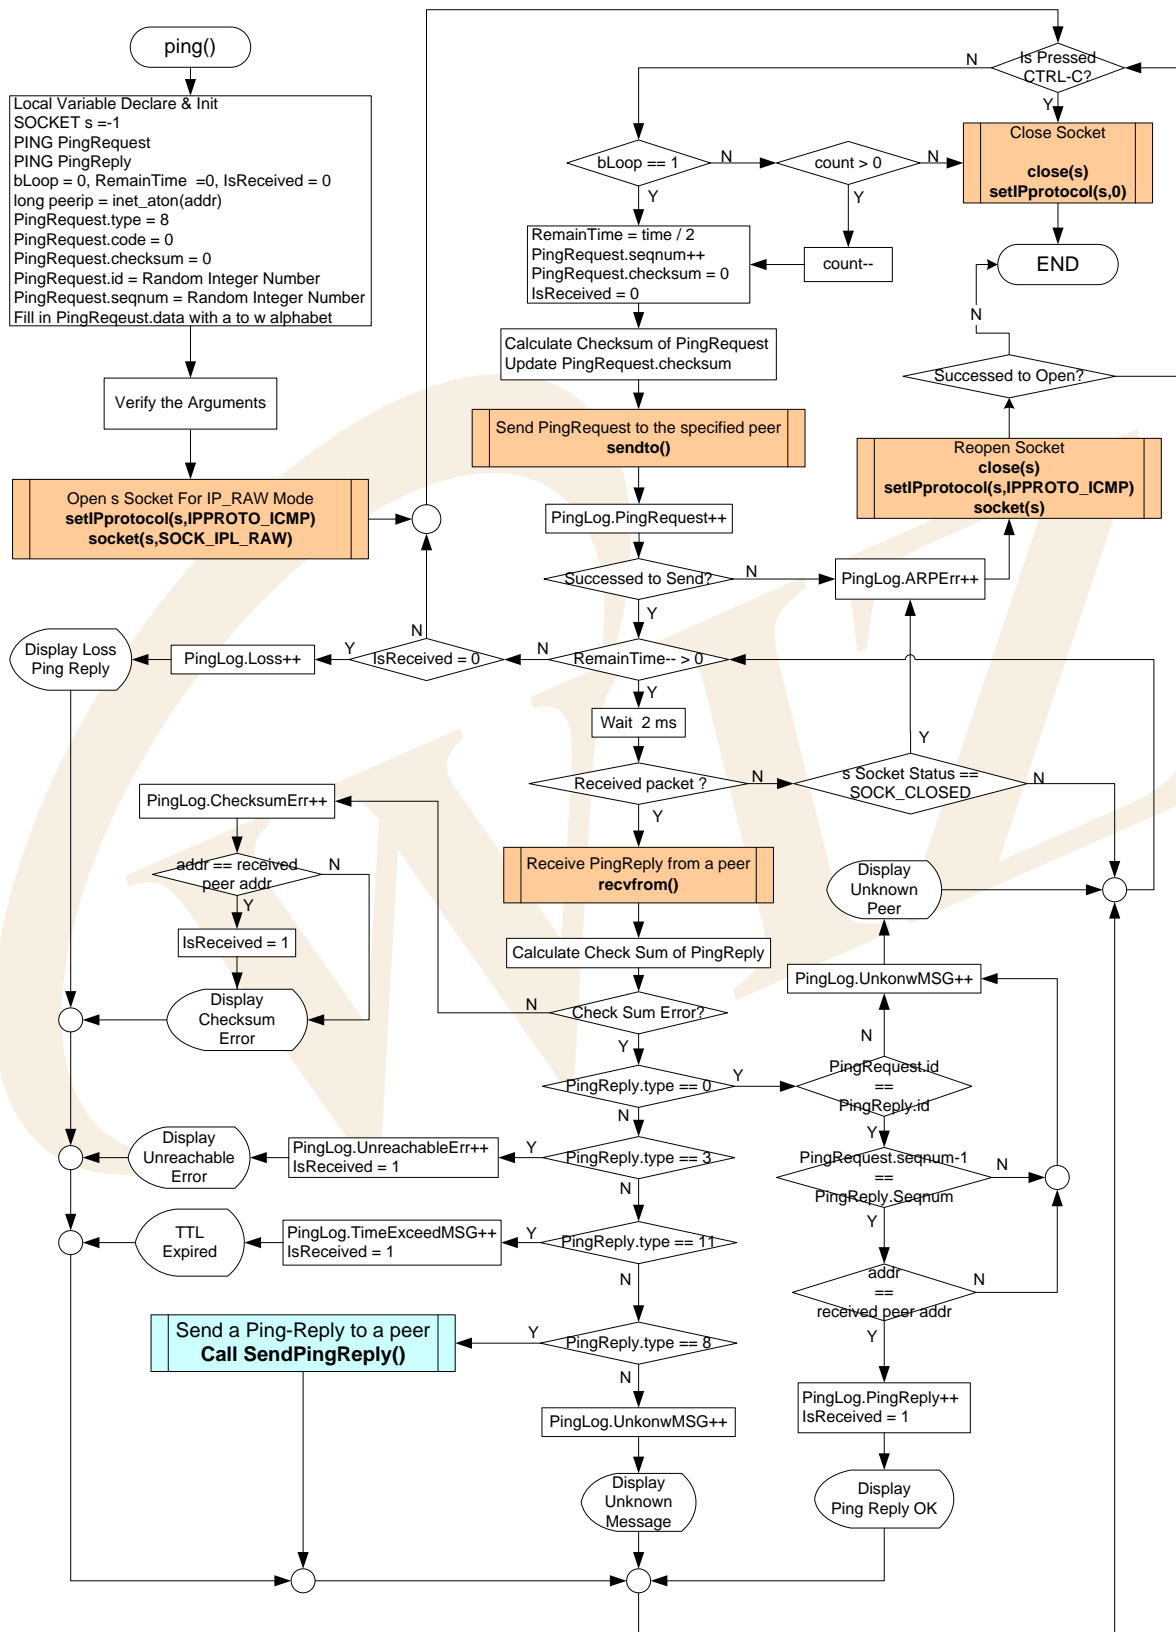 ping()
Local Variable Declare & Init
SOCKET s =-1
PING PingRequest
PING PingReply
bLoop = 0, RemainTime =0, IsReceived = 0
long peerip = inet_aton(addr)
PingRequest.type = 8
PingRequest.code = 0
PingRequest.checksum = 0
PingRequest.id = Random Integer Number
PingRequest.seqnum = Random Integer Number
Fill in PingReqeust.data with a to w alphabet
Verify the Arguments
Open s Socket For IP_RAW Mode
setIPprotocol(s,IPPROTO_ICMP)
socket(s,SOCK_IPL_RAW)
Is Pressed
CTRL-C?
N
Y
Close Socket
close(s)
setIPprotocol(s,0)
END
bLoop == 1
N
Y
count > 0
N
Y
count--
RemainTime = time / 2
PingRequest.seqnum++
PingRequest.checksum = 0
IsReceived = 0
Calculate Checksum of PingRequest
Update PingRequest.checksum
Send PingRequest to the specified peer
sendto()
PingLog.PingRequest++
Successed to Send?
N
Y
PingLog.ARPErr++
Reopen Socket
close(s)
setIPprotocol(s,IPPROTO_ICMP)
socket(s)
Successed to Open?
N
RemainTime-- > 0
N
Y
IsReceived = 0
N
Y
PingLog.Loss++
Display Loss
Ping Reply
Wait 2 ms
Received packet ?
N
Y
s Socket Status ==
SOCK_CLOSED
Y
N
Receive PingReply from a peer
recvfrom()
Calculate Check Sum of PingReply
Check Sum Error?
N
Y
PingLog.ChecksumErr++
addr == received
peer addr
N
Y
IsReceived = 1
Display
Checksum
Error
PingReply.type == 0
Y
N
PingRequest.id
==
PingReply.id
N
Y
PingLog.UnkonwMSG++
Display
Unknown
Peer
PingRequest.seqnum-1
==
PingReply.Seqnum
N
Y
addr
==
received peer addr
N
Y
PingLog.PingReply++
IsReceived = 1
Display
Ping Reply OK
PingReply.type == 3
Y
N
PingLog.UnreachableErr++
IsReceived = 1
Display
Unreachable
Error
PingReply.type == 11
Y
N
PingLog.TimeExceedMSG++
IsReceived = 1
TTL
Expired
PingReply.type == 8
Y
N
Send a Ping-Reply to a peer
Call SendPingReply()
PingLog.UnkonwMSG++
Display
Unknown
Message